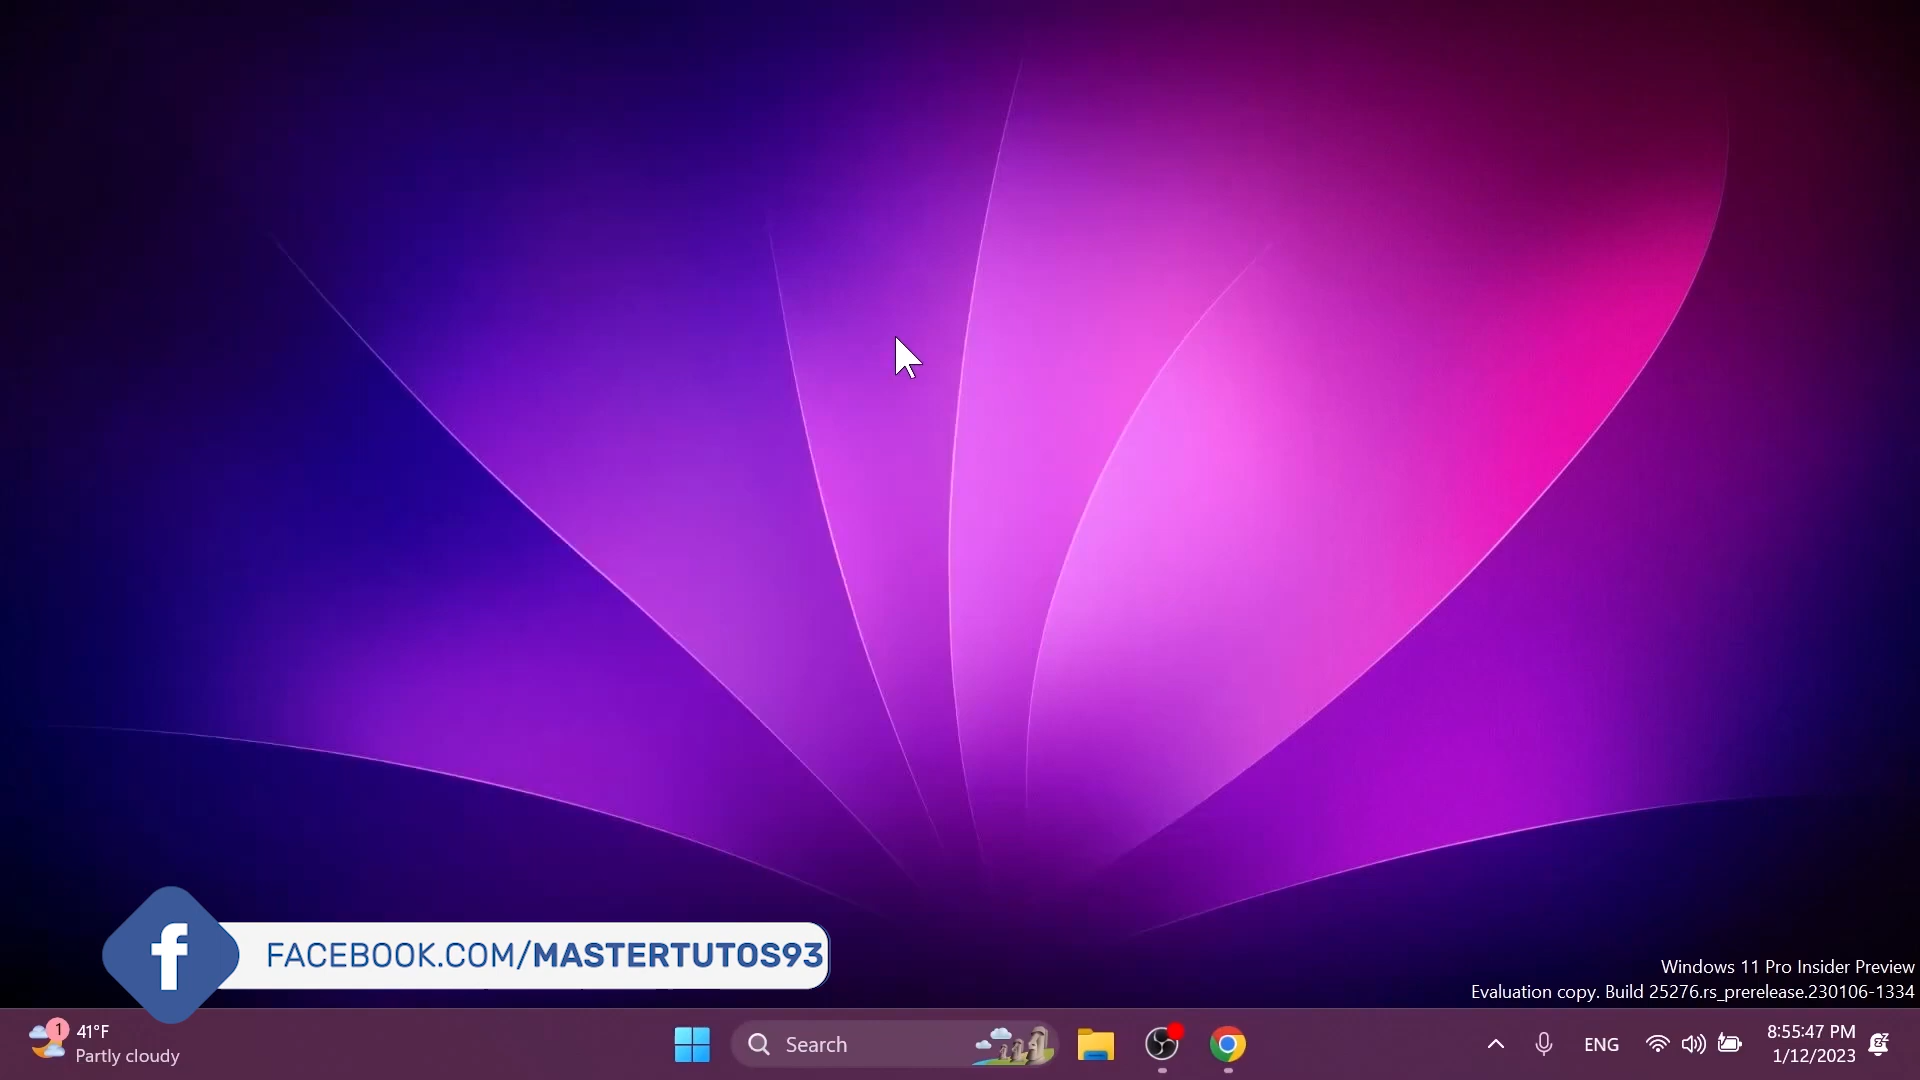 FACEBOOK.COM/MASTERTUTOS93
Windows 11 Pro Insider Preview
Evaluation copy. Build 25276.rs_prerelease.230106-1334
1
41°F
Partly cloudy
Search
ENG
8:55:47 PM
1/12/2023